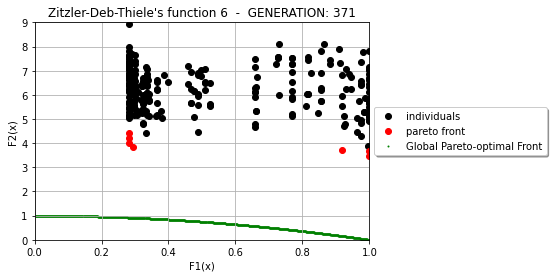 Zitzler-Deb-Thiele's function 6 - GENERATION: 371
9
8
7
6
5
4
3
2
1
0
F2(x)
0.0 0.2 0.4 0.6 0.8 1.0
F1(x)
individuals
pareto front
Global Pareto-optimal Front